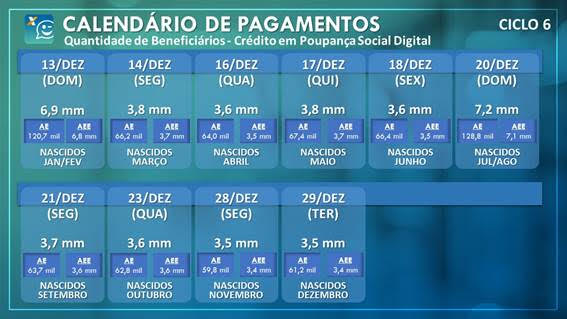 CALENDÁRIO DE PAGAMENTOS
CICLO 6
Quantidade de Beneficiários - Crédito em Poupança Social Digital
13/DEZ
(DOM)
6,9 mm
AE AEE
120,7 mil 6,8 mm
NASCIDOS
JAN/FEV
14/DEZ
(SEG)
3,8 mm
AE AEE
66,2 mil 3,7 mm
NASCIDOS
MARÇO
16/DEZ
(QUA)
3,6 mm
AE AEE
64,0 mil 3,5 mm
NASCIDOS
ABRIL
17/DEZ
(QUI)
3,8 mm
AE AEE
67,4 mil 3,7 mm
NASCIDOS
MAIO
18/DEZ
(SEX)
3,6 mm
AE AEE
66,4 mil 3,5 mm
NASCIDOS
JUNHO
20/DEZ
(DOM)
7,2 mm
AE AEE
128,8 mil 7,1 mm
NASCIDOS
JUL/AGO
21/DEZ
(SEG)
3,7 mm
AE AEE
63,7 mil 3,6 mm
NASCIDOS
SETEMBRO
23/DEZ
(QUA)
3,6 mm
AE AEE
62,8 mil 3,6 mm
NASCIDOS
OUTUBRO
28/DEZ
(SEG)
3,5 mm
AE AEE
59,8 mil 3,4 mm
NASCIDOS
NOVEMBRO
29/DEZ
(TER)
3,5 mm
AE AEE
61,2 mil 3,4 mm
NASCIDOS
DEZEMBRO